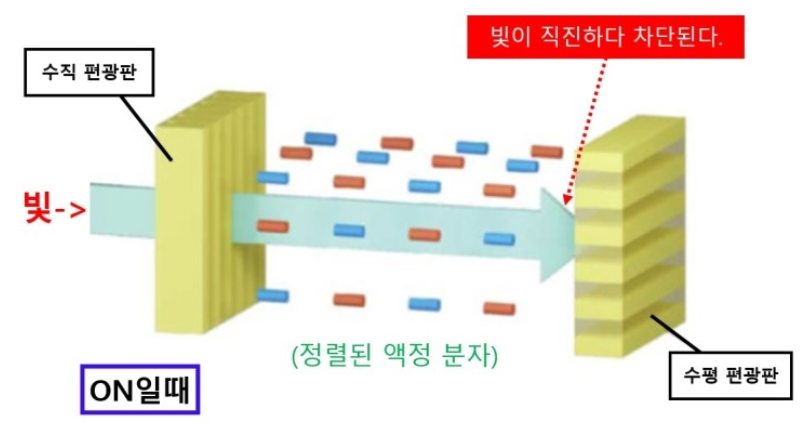 빛이 직진하다 차단된다.
수직 편광판
빛->
(정렬된 액정 분자)
수평 편광판
ON일때